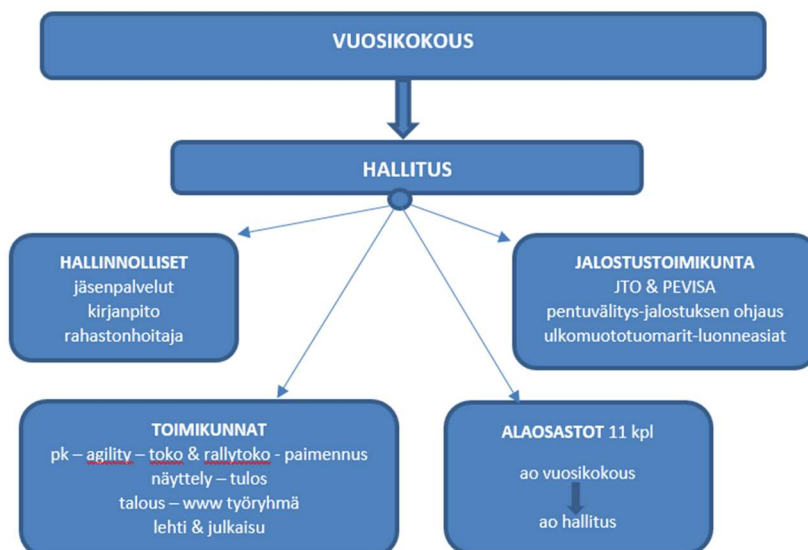 VUOSIKOKOUS
HALLITUS
HALLINNOLLISET
jäsenpalvelut
kirjanpito
rahastonhoitaja
JALOSTUSTOIMIKUNTA
JTO & PEVISA
pentuvälitys-jalostuksen ohjaus
ulkomuototuomarit-luonneasiat
TOIMIKUNNAT
pk – agility – toko & rallytoko - paimennus
näyttely – tulos
talous – www työryhmä
lehti & julkaisu
ALAOSASTOT 11 kpl
ao vuosikokous
ao hallitus